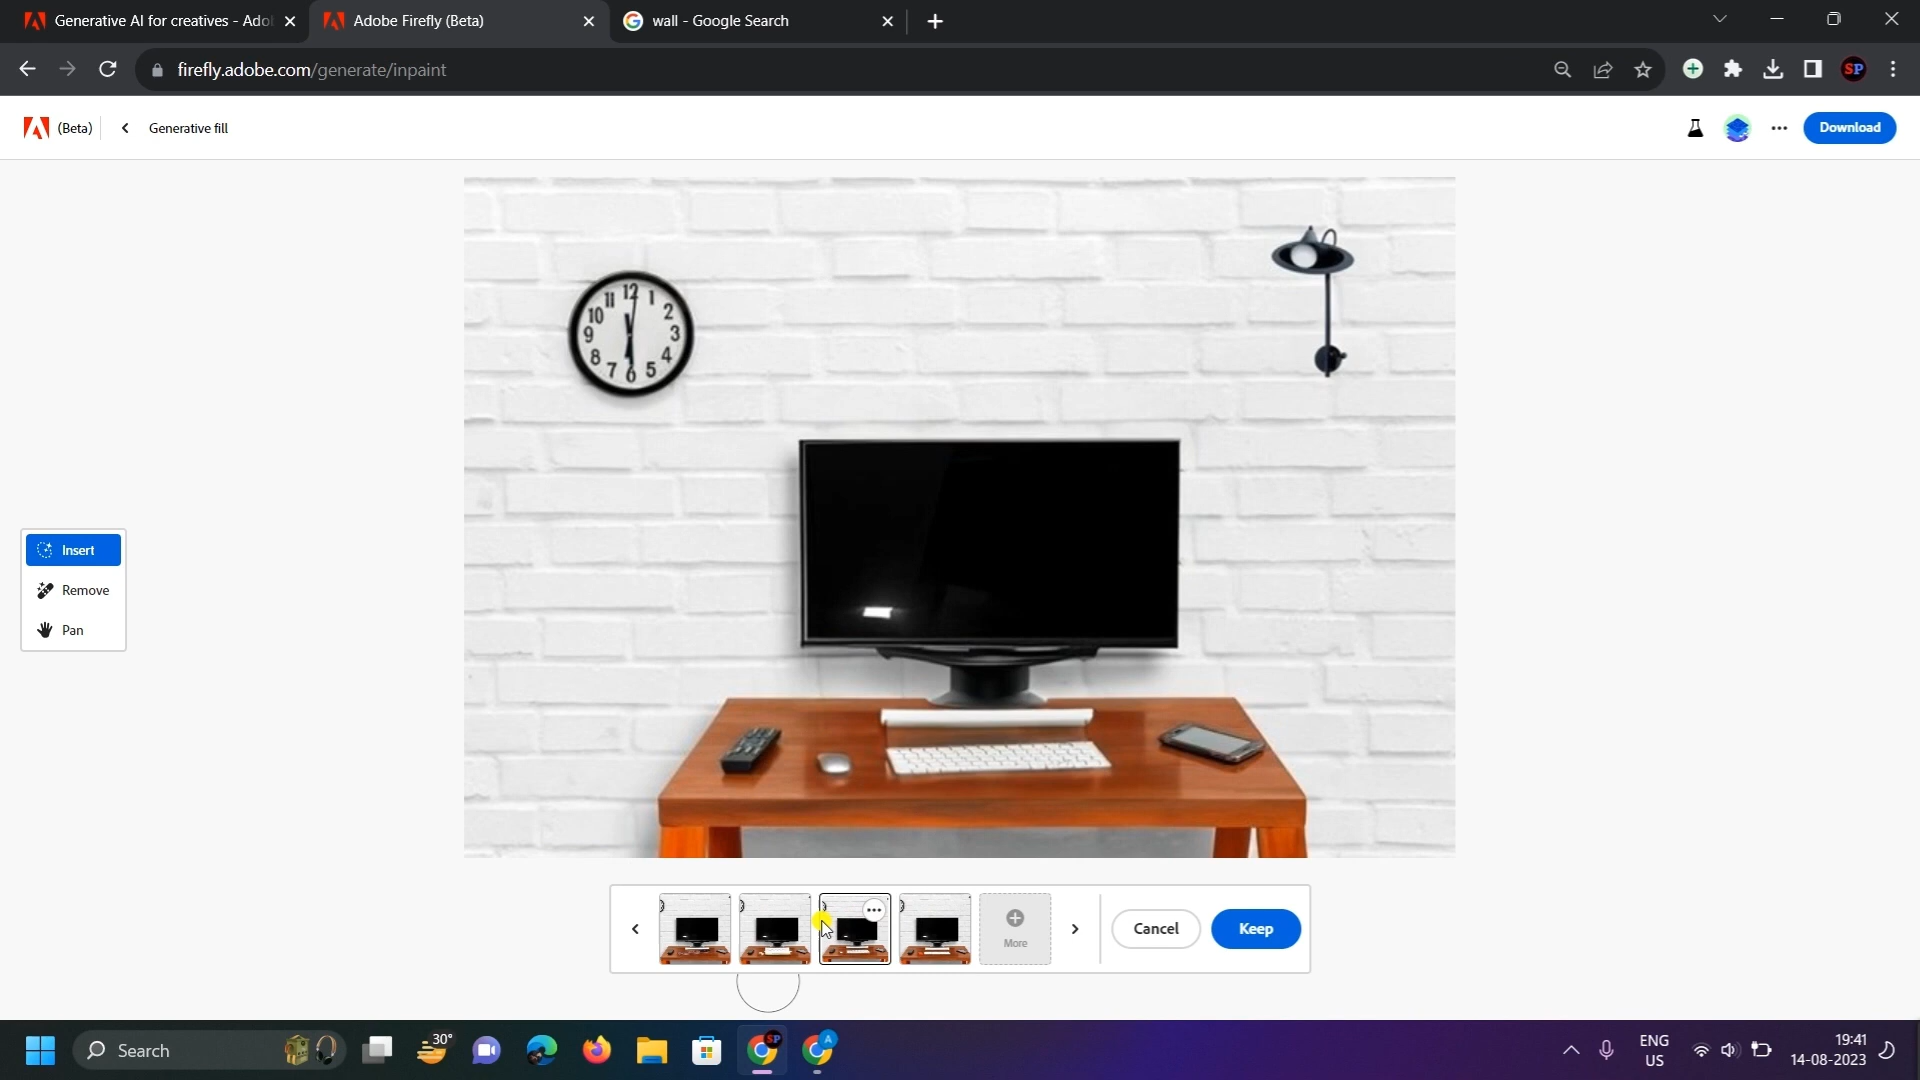 Generative AI for creatives - Ado
Adobe Firefly (Beta)
wall - Google Search
firefly.adobe.com/generate/inpaint
SP
(Beta)
Generative fill
Download
11 12 1
10 2
9 3
8 4
7 6 5
Insert
Remove
Pan
More
Cancel
Keep
Search
30°
SP
A
ENG
US
19:41
14-08-2023